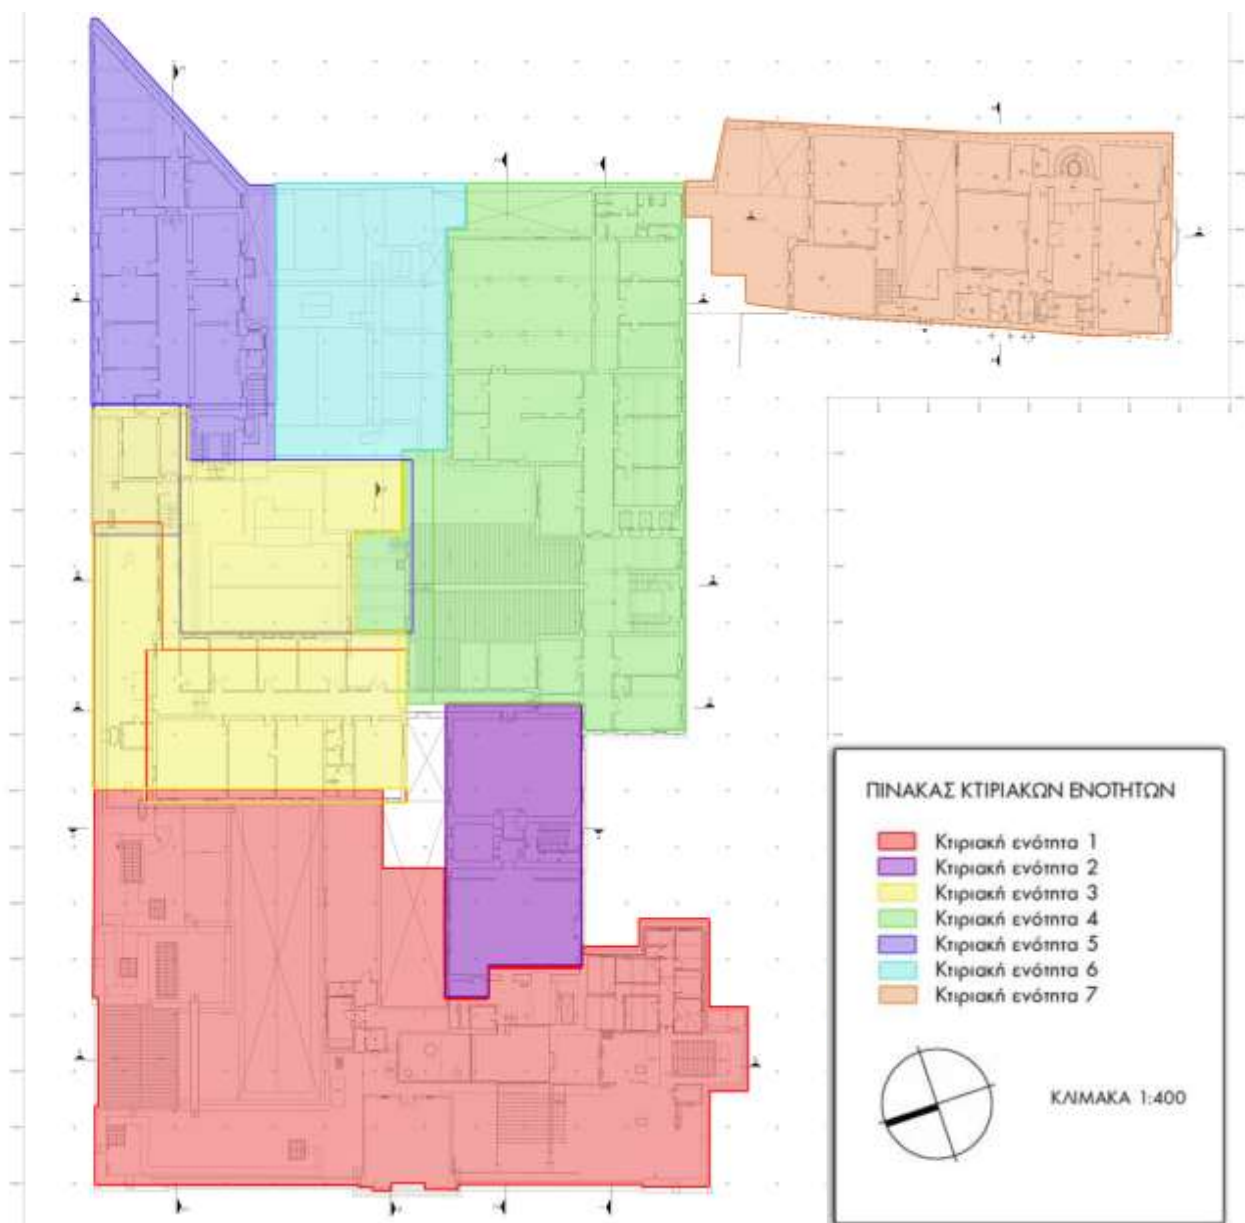 ΠΙΝΑΚΑΣ ΚΤΙΡΙΑΚΩΝ ΕΝΟΤΗΤΩΝ
Κτιριακή ενότητα 1
Κτιριακή ενότητα 2
Κτιριακή ενότητα 3
Κτιριακή ενότητα 4
Κτιριακή ενότητα 5
Κτιριακή ενότητα 6
Κτιριακή ενότητα 7
ΚΛΙΜΑΚΑ 1:400